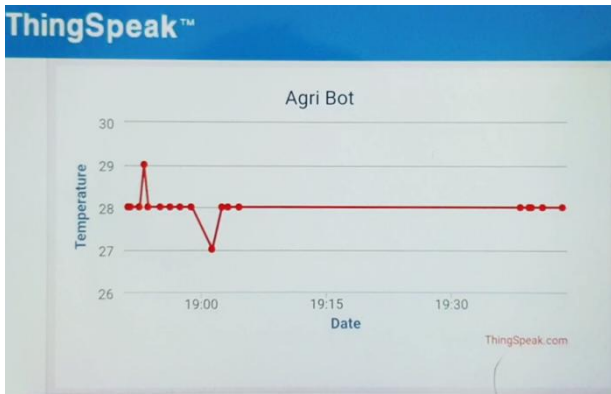 ThingSpeak™
Agri Bot
30
29
28
27
26
Temperature
19:00 19:15 19:30
Date
ThingSpeak.com